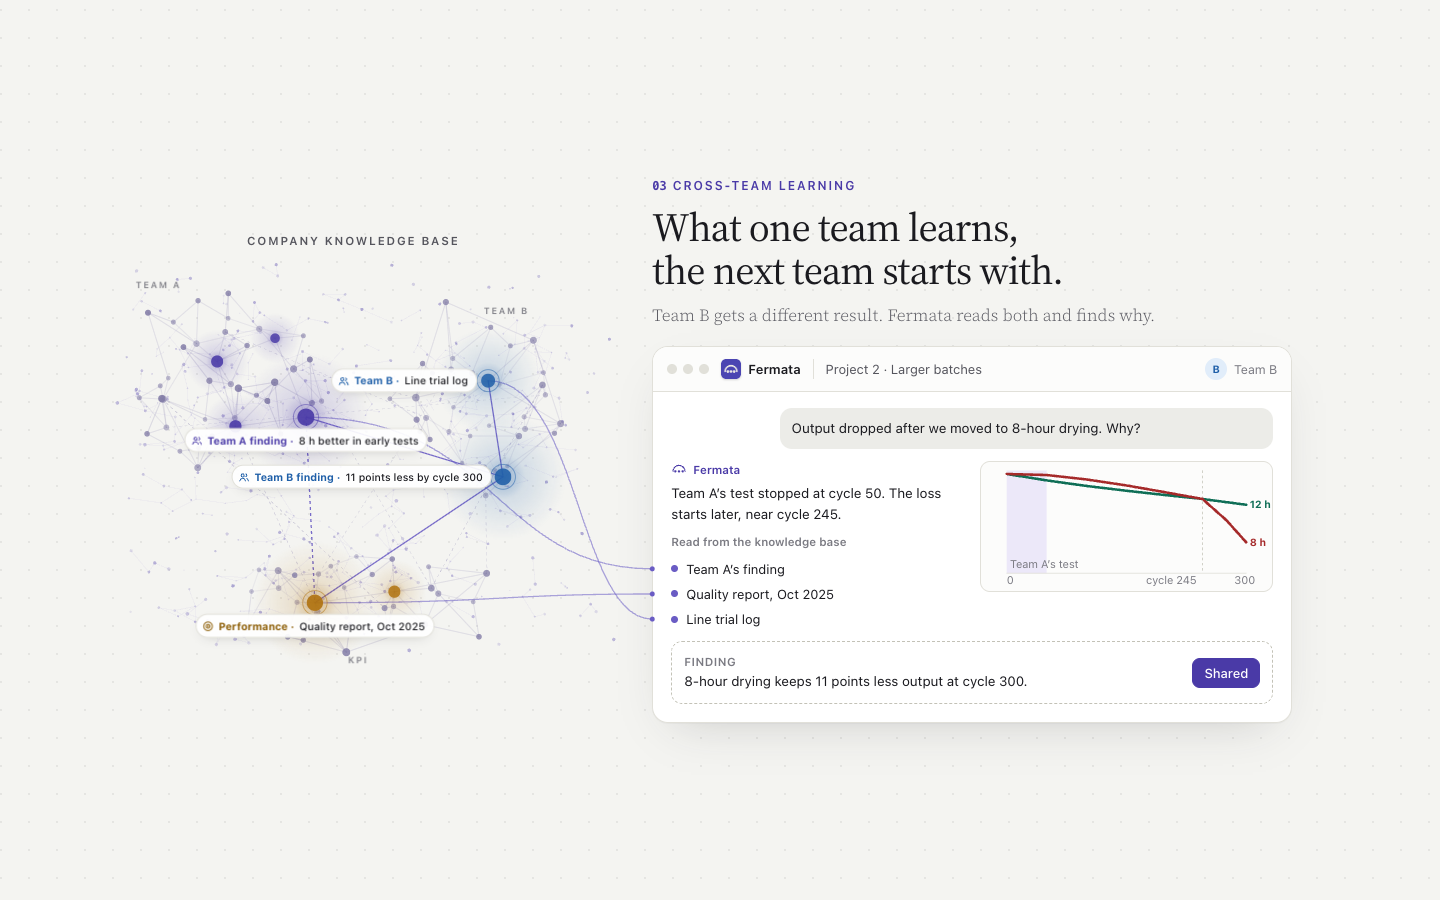 COMPANY KNOWLEDGE BASE
TEAM A
TEAM B
Team B · Line trial log
Team A finding · 8 h better in early tests
Team B finding · 11 points less by cycle 300
Performance · Quality report, Oct 2025
KPI
03 CROSS-TEAM LEARNING
What one team learns,
the next team starts with.
Team B gets a different result. Fermata reads both and finds why.
Fermata
Project 2 · Larger batches
B Team B
Output dropped after we moved to 8-hour drying. Why?
Fermata
Team A's test stopped at cycle 50. The loss
starts later, near cycle 245.
Read from the knowledge base
Team A's finding
Quality report, Oct 2025
Line trial log
12 h
8 h
Team A's test
0 cycle 245 300
FINDING
8-hour drying keeps 11 points less output at cycle 300.
Shared